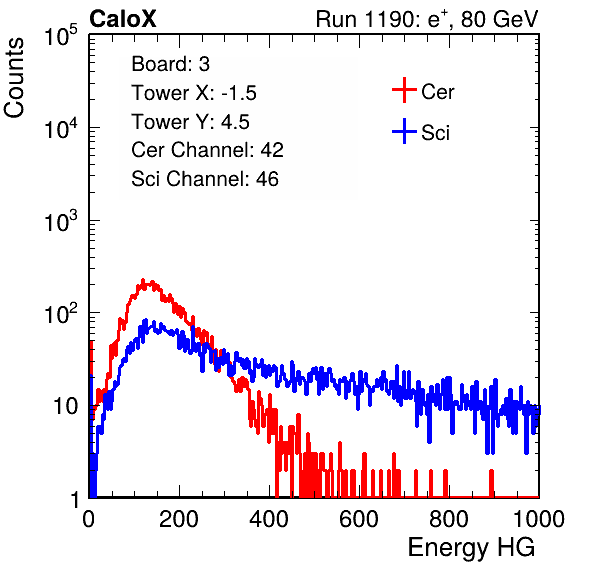 CaloX Run 1190: e⁺, 80 GeV
Counts
10⁵
10⁴
10³
10²
10
1
Board: 3
Tower X: -1.5
Tower Y: 4.5
Cer Channel: 42
Sci Channel: 46
Cer
Sci
0 200 400 600 800 1000
Energy HG